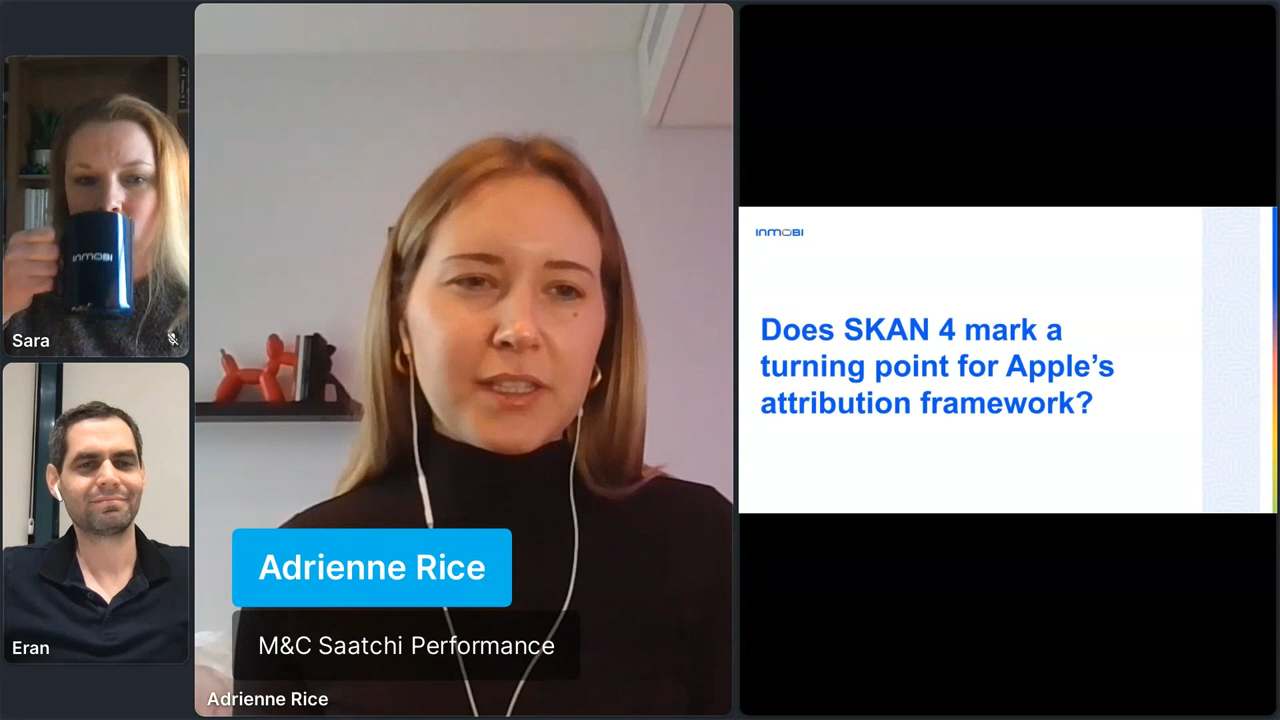 INMOBI
Sara
Eran
Adrienne Rice
M&C Saatchi Performance
Adrienne Rice
INMOBI
Does SKAN 4 mark a
turning point for Apple’s
attribution framework?